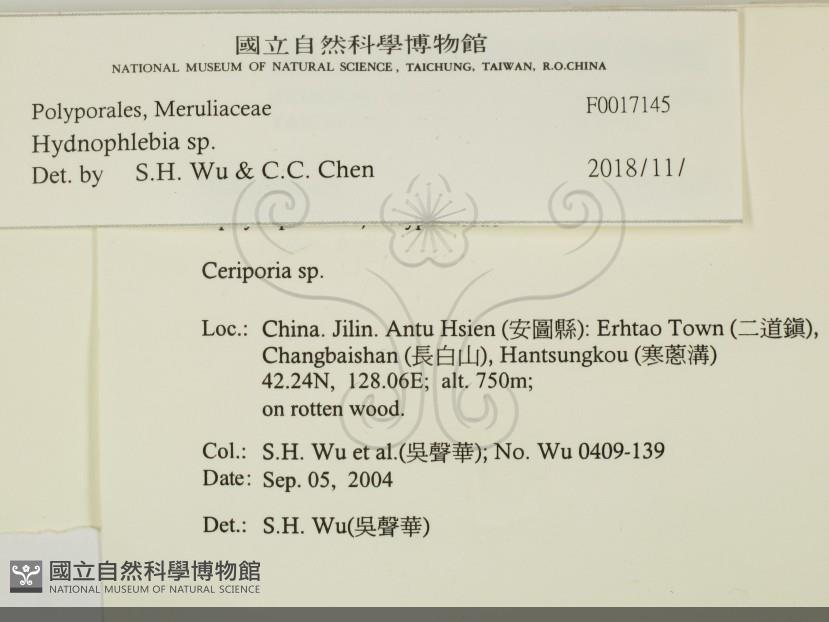 國立自然科學博物館
NATIONAL MUSEUM OF NATURAL SCIENCE, TAICHUNG, TAIWAN, R.O.CHINA
Polyporales, Meruliaceae F0017145
Hydnophlebia sp.
Det. by S.H. Wu & C.C. Chen 2018/11/
Ceriporia sp.
Loc.: China. Jilin. Antu Hsien (安圖縣): Erhtao Town (二道鎮),
Changbaishan (長白山), Hantsungkou (寒蔥溝)
42.24N, 128.06E; alt. 750m;
on rotten wood.
Col.: S.H. Wu et al.(吳聲華); No. Wu 0409-139
Date: Sep. 05, 2004
Det.: S.H. Wu(吳聲華)
國立自然科學博物館
NATIONAL MUSEUM OF NATURAL SCIENCE